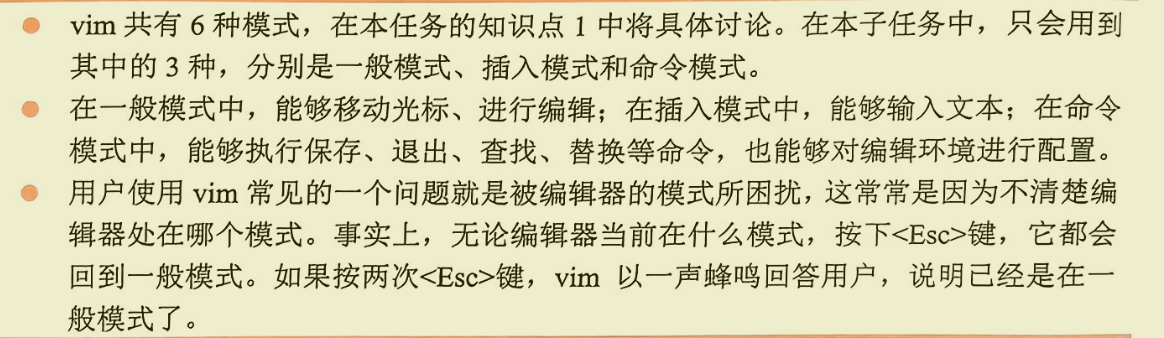 vim 共有 6 种模式，在本任务的知识点 1 中将具体讨论。在本子任务中，只会用到
其中的 3 种，分别是一般模式、插入模式和命令模式。
在一般模式中，能够移动光标、进行编辑；在插入模式中，能够输入文本；在命令
模式中，能够执行保存、退出、查找、替换等命令，也能够对编辑环境进行配置。
用户使用 vim 常见的一个问题就是被编辑器的模式所困扰，这常常是因为不清楚编
辑器处在哪个模式。事实上，无论编辑器当前在什么模式，按下<Esc>键，它都会
回到一般模式。如果按两次<Esc>键，vim 以一声蜂鸣回答用户，说明已经是在一
般模式了。